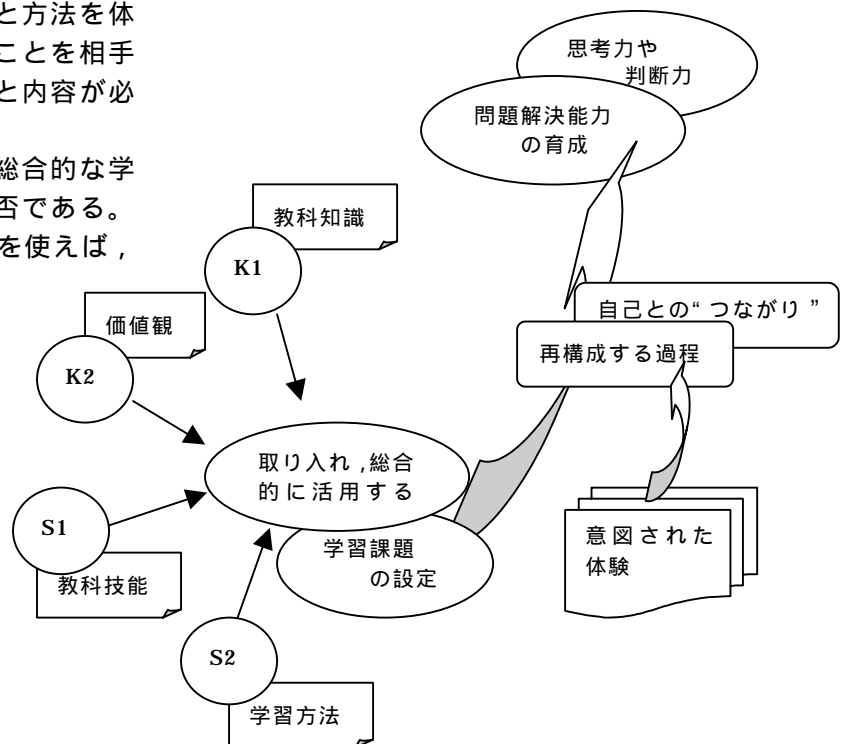 と方法を体
ことを相手
と内容が必
総合的な学
否である。
を使えば，
思考力や
判断力
問題解決能力
の育成
教科知識
K1
価値観
K2
自己との“つながり”
再構成する過程
取り入れ，総合
的に活用する
学習課題
の設定
S1
教科技能
意図された
体験
S2
学習方法